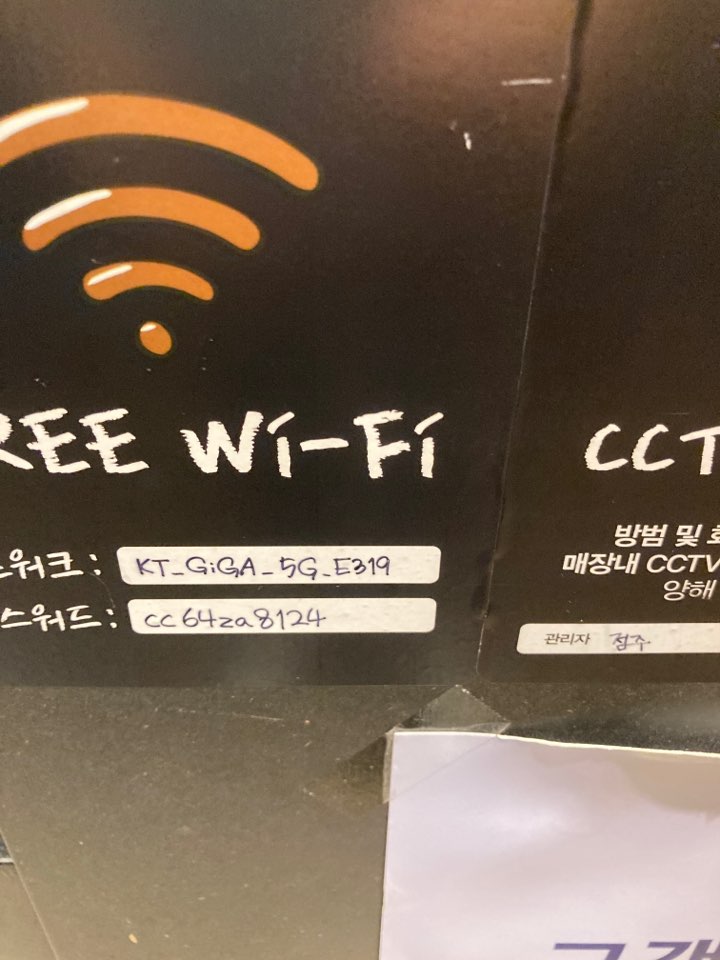 REE Wi-Fi
워크: KT_GiGA_5G_E319
스워드: cc64za8124
CCT
방범 및
매장내 CCTV
양해
관리자 점주